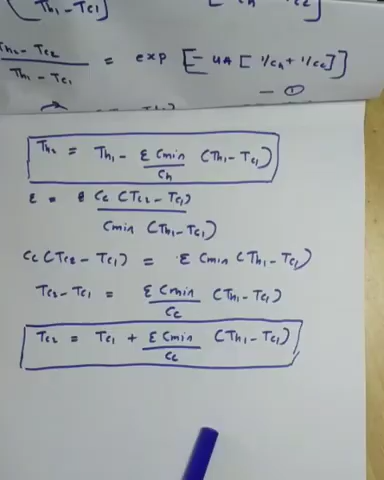 Th1 - Tc1
Th2 - Tc2 / Th1 - Tc1 = exp [- UA [ 1/Ch + 1/Cc ]]
— ①
Th2 = Th1 - ε Cmin / Ch (Th1 - Tc1)
ε = Cc (Tc2 - Tc1) / Cmin (Th1 - Tc1)
Cc (Tc2 - Tc1) = ε Cmin (Th1 - Tc1)
Tc2 - Tc1 = ε Cmin / Cc (Th1 - Tc1)
Tc2 = Tc1 + ε Cmin / Cc (Th1 - Tc1)